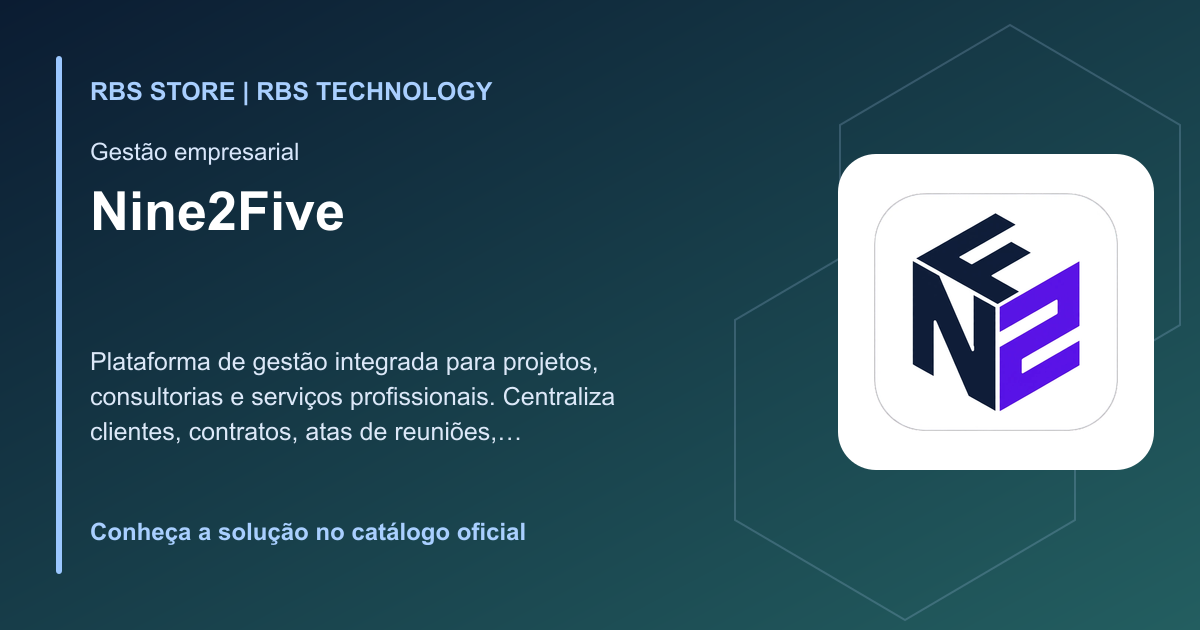 RBS STORE | RBS TECHNOLOGY
Gestão empresarial
Nine2Five
Plataforma de gestão integrada para projetos,
consultorias e serviços profissionais. Centraliza
clientes, contratos, atas de reuniões,…
Conheça a solução no catálogo oficial
N F 2